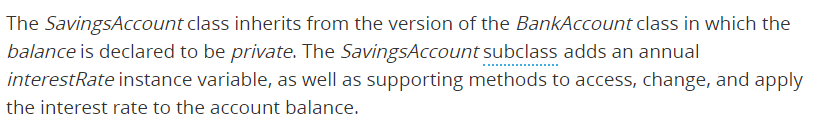 The SavingsAccount class inherits from the version of the BankAccount class in which the
balance is declared to be private. The SavingsAccount subclass adds an annual
interestRate instance variable, as well as supporting methods to access, change, and apply
the interest rate to the account balance.